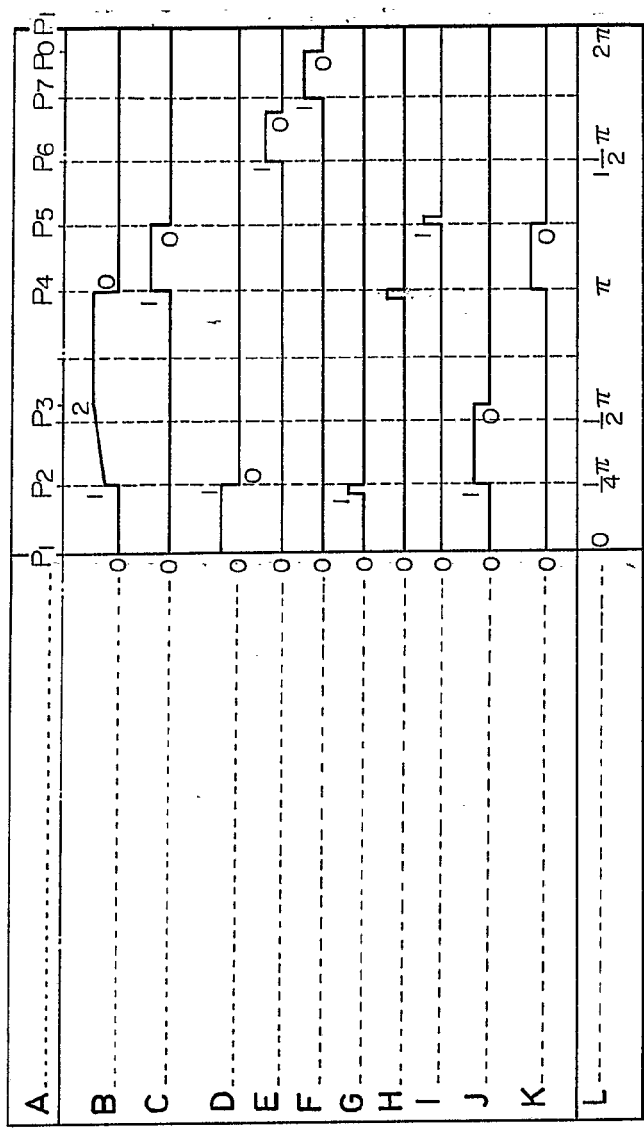 A P1 P2 P3 P4 P5 P6 P7 P0 P1
B 0 1 2 0
C 0 1 0
D 0 1 0
E 0 1 0
F 0 1 0
G 0 1
H 0
I 0 1
J 0 1 0
K 0 0
L 0 1/4π 1/2π π 1 1/2π 2π